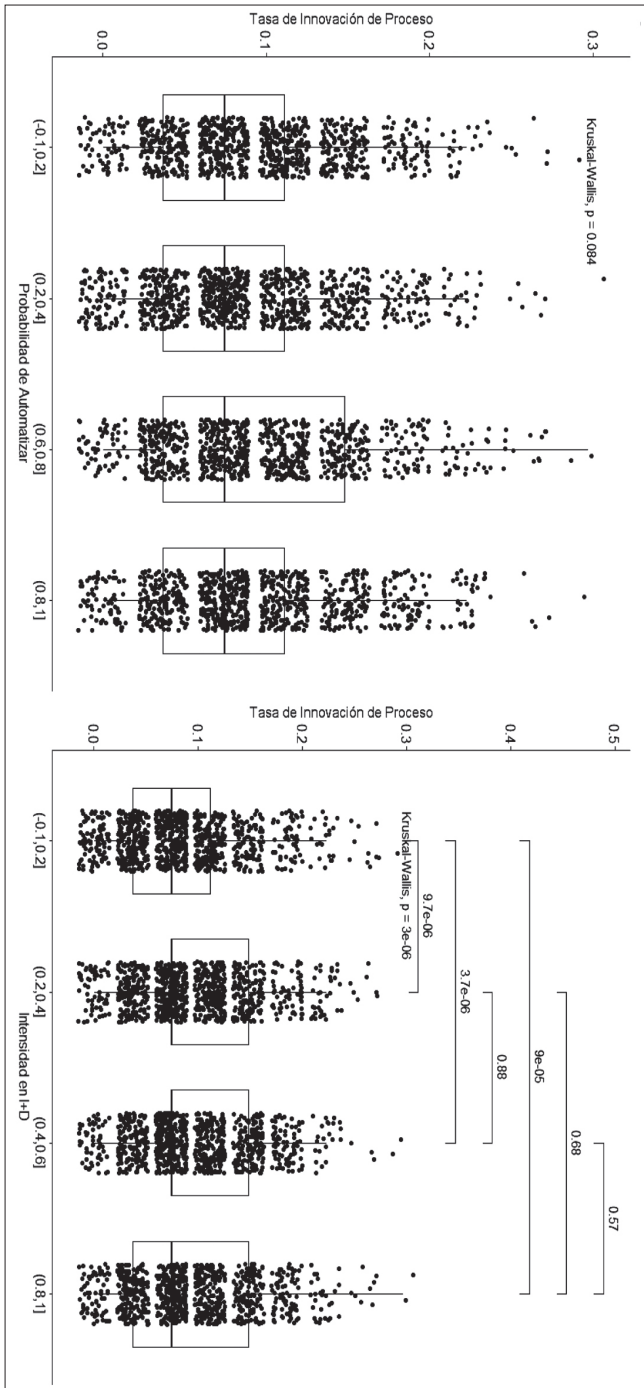 Tasa de Innovación de Proceso
0.3
0.2
0.1
0.0
Kruskal-Wallis, p = 0.084
(-0.1,0.2]
(0.2,0.4]
(0.6,0.8]
(0.8,1]
Probabilidad de Automatizar
Tasa de Innovación de Proceso
0.5
0.4
0.3
0.2
0.1
0.0
0.57
0.68
9e-05
0.88
3.7e-06
9.7e-06
Kruskal-Wallis, p = 3e-06
(-0.1,0.2]
(0.2,0.4]
(0.4,0.6]
(0.8,1]
Intensidad en I+D